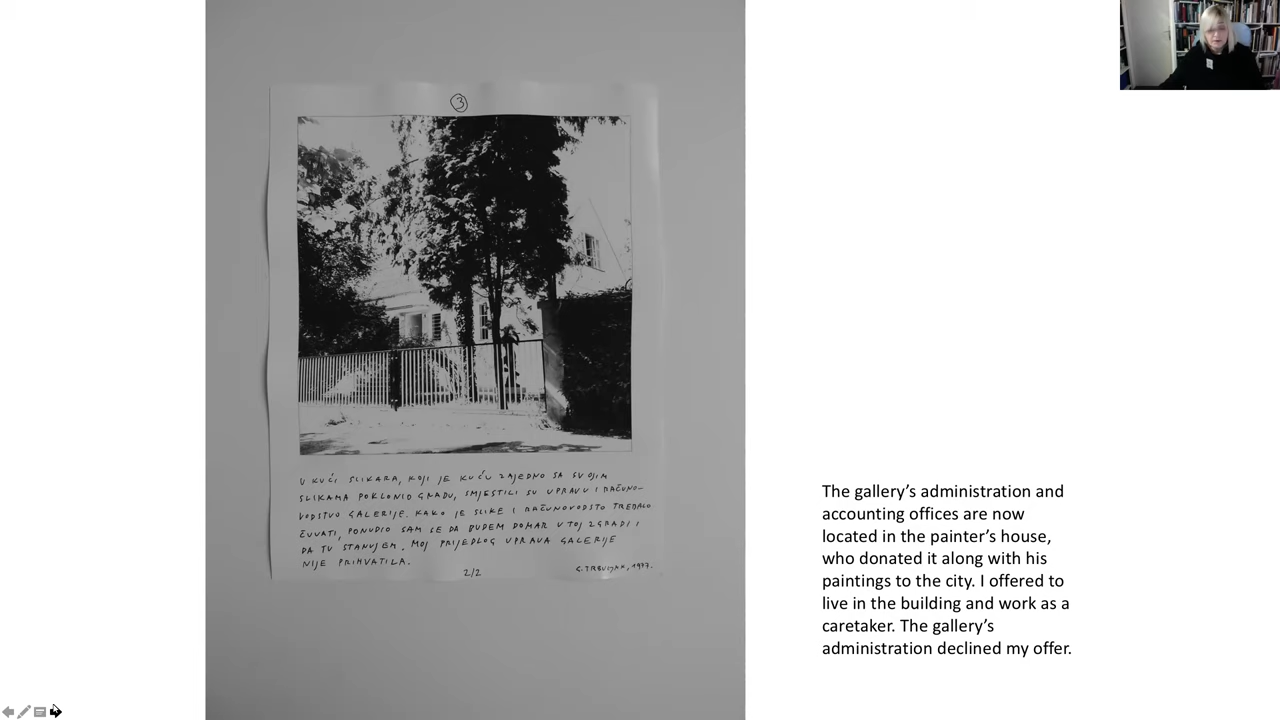 3
U KUĆI SLIKARA, KOJI JE KUĆU ZAJEDNO SA SVOJIM
SLIKAMA POKLONIO GRADU, SMJESTILI SU UPRAVU I RAČUNO-
VODSTVO GALERIJE. KAKO JE SLIKE I RAČUNOVODSTO TREBALO
ČUVATI, PONUDIO SAM SE DA BUDEM DOMAR U TOJ ZGRADI I
DA TU STANUJEM. MOJ PRIJEDLOG UPRAVA GALERIJE
NIJE PRIHVATILA.
2/2
G. TRBULJAK, 1977.
The gallery’s administration and
accounting offices are now
located in the painter’s house,
who donated it along with his
paintings to the city. I offered to
live in the building and work as a
caretaker. The gallery’s
administration declined my offer.